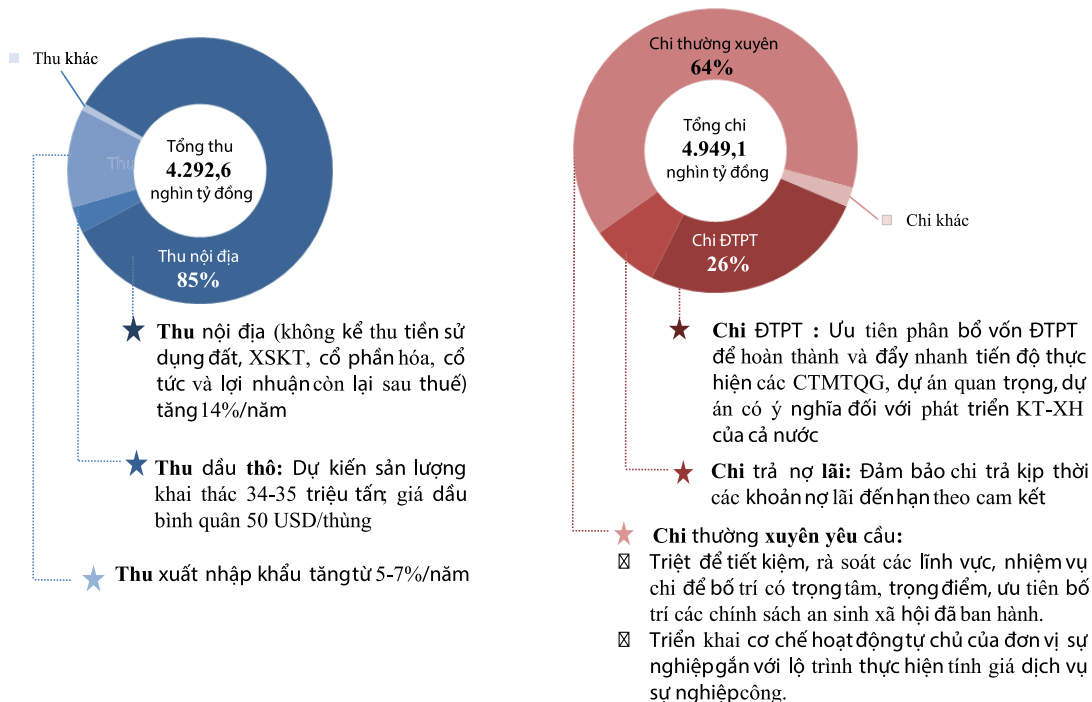 Thu khác
Thu
Tổng thu
4.292,6
nghìn tỷ đồng
Thu nội địa
85%
Thu nội địa (không kể thu tiền sử
dụng đất, XSKT, cổ phần hóa, cổ
tức và lợi nhuận còn lại sau thuế)
tăng 14%/năm
Thu dầu thô: Dự kiến sản lượng
khai thác 34-35 triệu tấn; giá dầu
bình quân 50 USD/thùng
Thu xuất nhập khẩu tăng từ 5-7%/năm
Chi thường xuyên
64%
Tổng chi
4.949,1
nghìn tỷ đồng
Chi khác
Chi ĐTPT
26%
Chi ĐTPT : Ưu tiên phân bổ vốn ĐTPT
để hoàn thành và đẩy nhanh tiến độ thực
hiện các CTMTQG, dự án quan trọng, dự
án có ý nghĩa đối với phát triển KT-XH
của cả nước
Chi trả nợ lãi: Đảm bảo chi trả kịp thời
các khoản nợ lãi đến hạn theo cam kết
Chi thường xuyên yêu cầu:
Triệt để tiết kiệm, rà soát các lĩnh vực, nhiệm vụ
chi để bố trí có trọng tâm, trọng điểm, ưu tiên bố
trí các chính sách an sinh xã hội đã ban hành.
Triển khai cơ chế hoạt động tự chủ của đơn vị sự
nghiệp gắn với lộ trình thực hiện tính giá dịch vụ
sự nghiệp công.